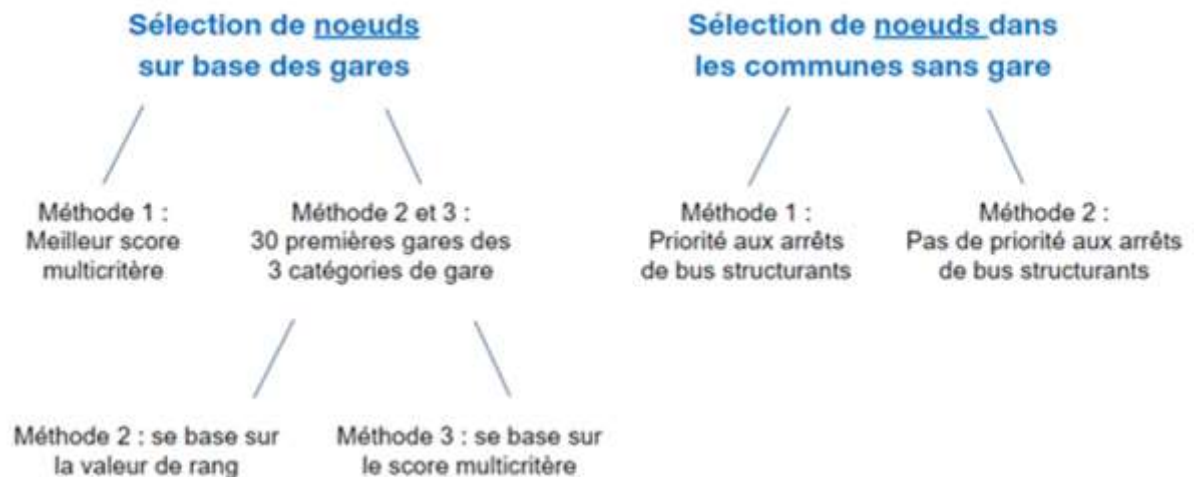 Sélection de noeuds
sur base des gares
Sélection de noeuds dans
les communes sans gare
Méthode 1 :
Meilleur score
multicritère
Méthode 2 et 3 :
30 premières gares des
3 catégories de gare
Méthode 1 :
Priorité aux arrêts
de bus structurants
Méthode 2 :
Pas de priorité aux arrêts
de bus structurants
Méthode 2 : se base sur
la valeur de rang
Méthode 3 : se base sur
le score multicritère